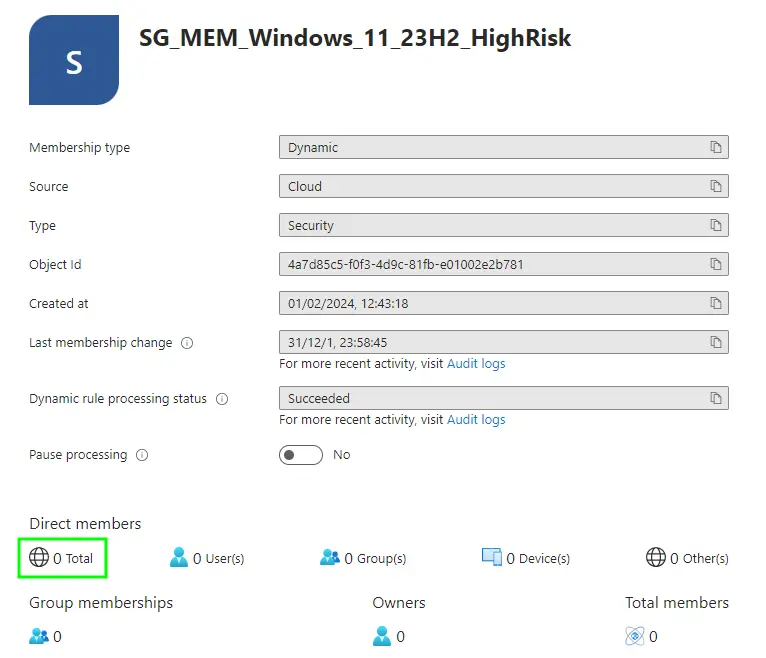 S
SG_MEM_Windows_11_23H2_HighRisk
Membership type Dynamic
Source Cloud
Type Security
Object Id 4a7d85c5-f0f3-4d9c-81fb-e01002e2b781
Created at 01/02/2024, 12:43:18
Last membership change 31/12/1, 23:58:45
For more recent activity, visit Audit logs
Dynamic rule processing status Succeeded
For more recent activity, visit Audit logs
Pause processing No
Direct members
0 Total 0 User(s) 0 Group(s) 0 Device(s) 0 Other(s)
Group memberships Owners Total members
0 0 0